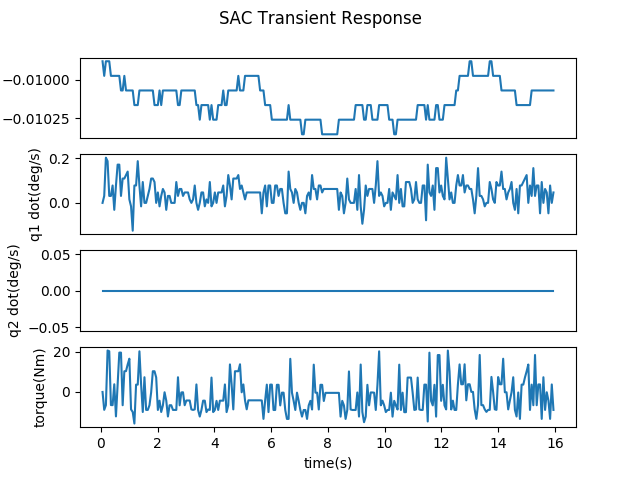 SAC Transient Response
−0.01000
−0.01025
0.2
0.0
q1 dot(deg/s)
0.05
0.00
−0.05
q2 dot(deg/s)
20
0
torque(Nm)
0 2 4 6 8 10 12 14 16
time(s)